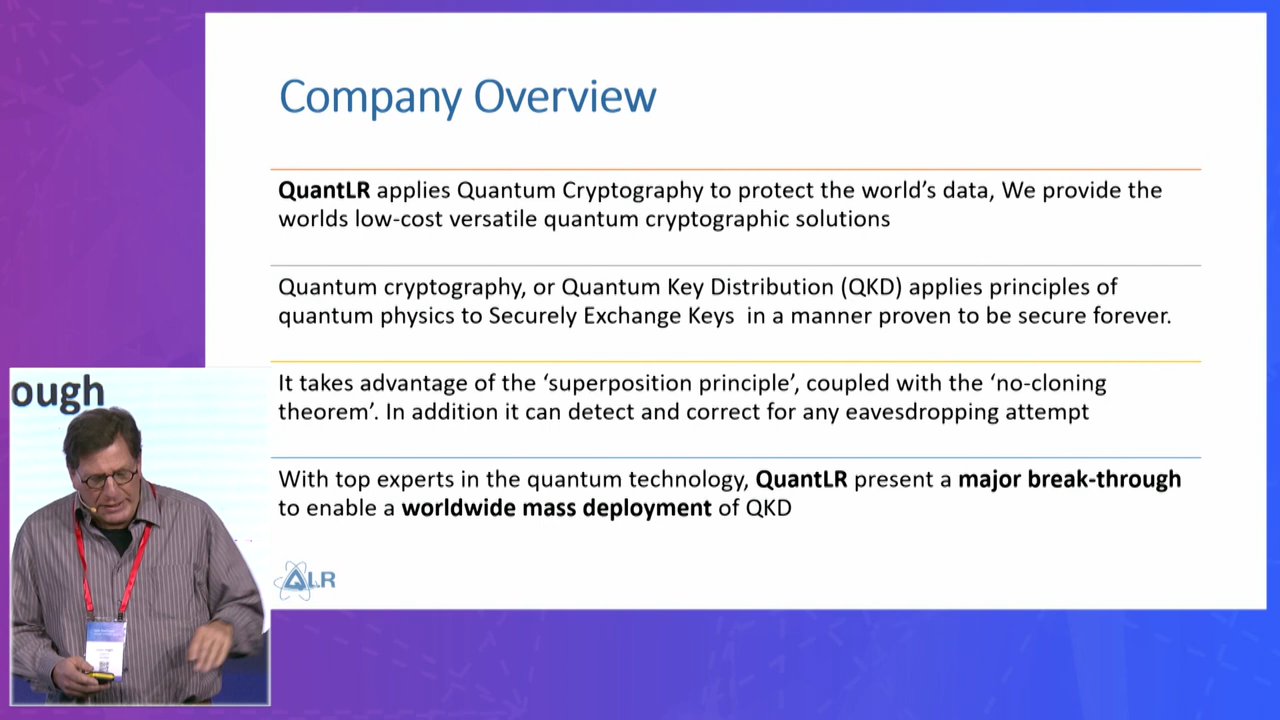 Company Overview
QuantLR applies Quantum Cryptography to protect the world’s data, We provide the
worlds low-cost versatile quantum cryptographic solutions
Quantum cryptography, or Quantum Key Distribution (QKD) applies principles of
quantum physics to Securely Exchange Keys  in a manner proven to be secure forever.
It takes advantage of the ‘superposition principle’, coupled with the ‘no-cloning
theorem’. In addition it can detect and correct for any eavesdropping attempt
With top experts in the quantum technology, QuantLR present a major break-through
to enable a worldwide mass deployment of QKD
QLR
ough